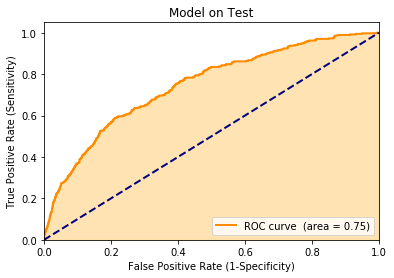 Model on Test
True Positive Rate (Sensitivity)
1.0
0.8
0.6
0.4
0.2
0.0
ROC curve  (area = 0.75)
0.0 0.2 0.4 0.6 0.8 1.0
False Positive Rate (1-Specificity)